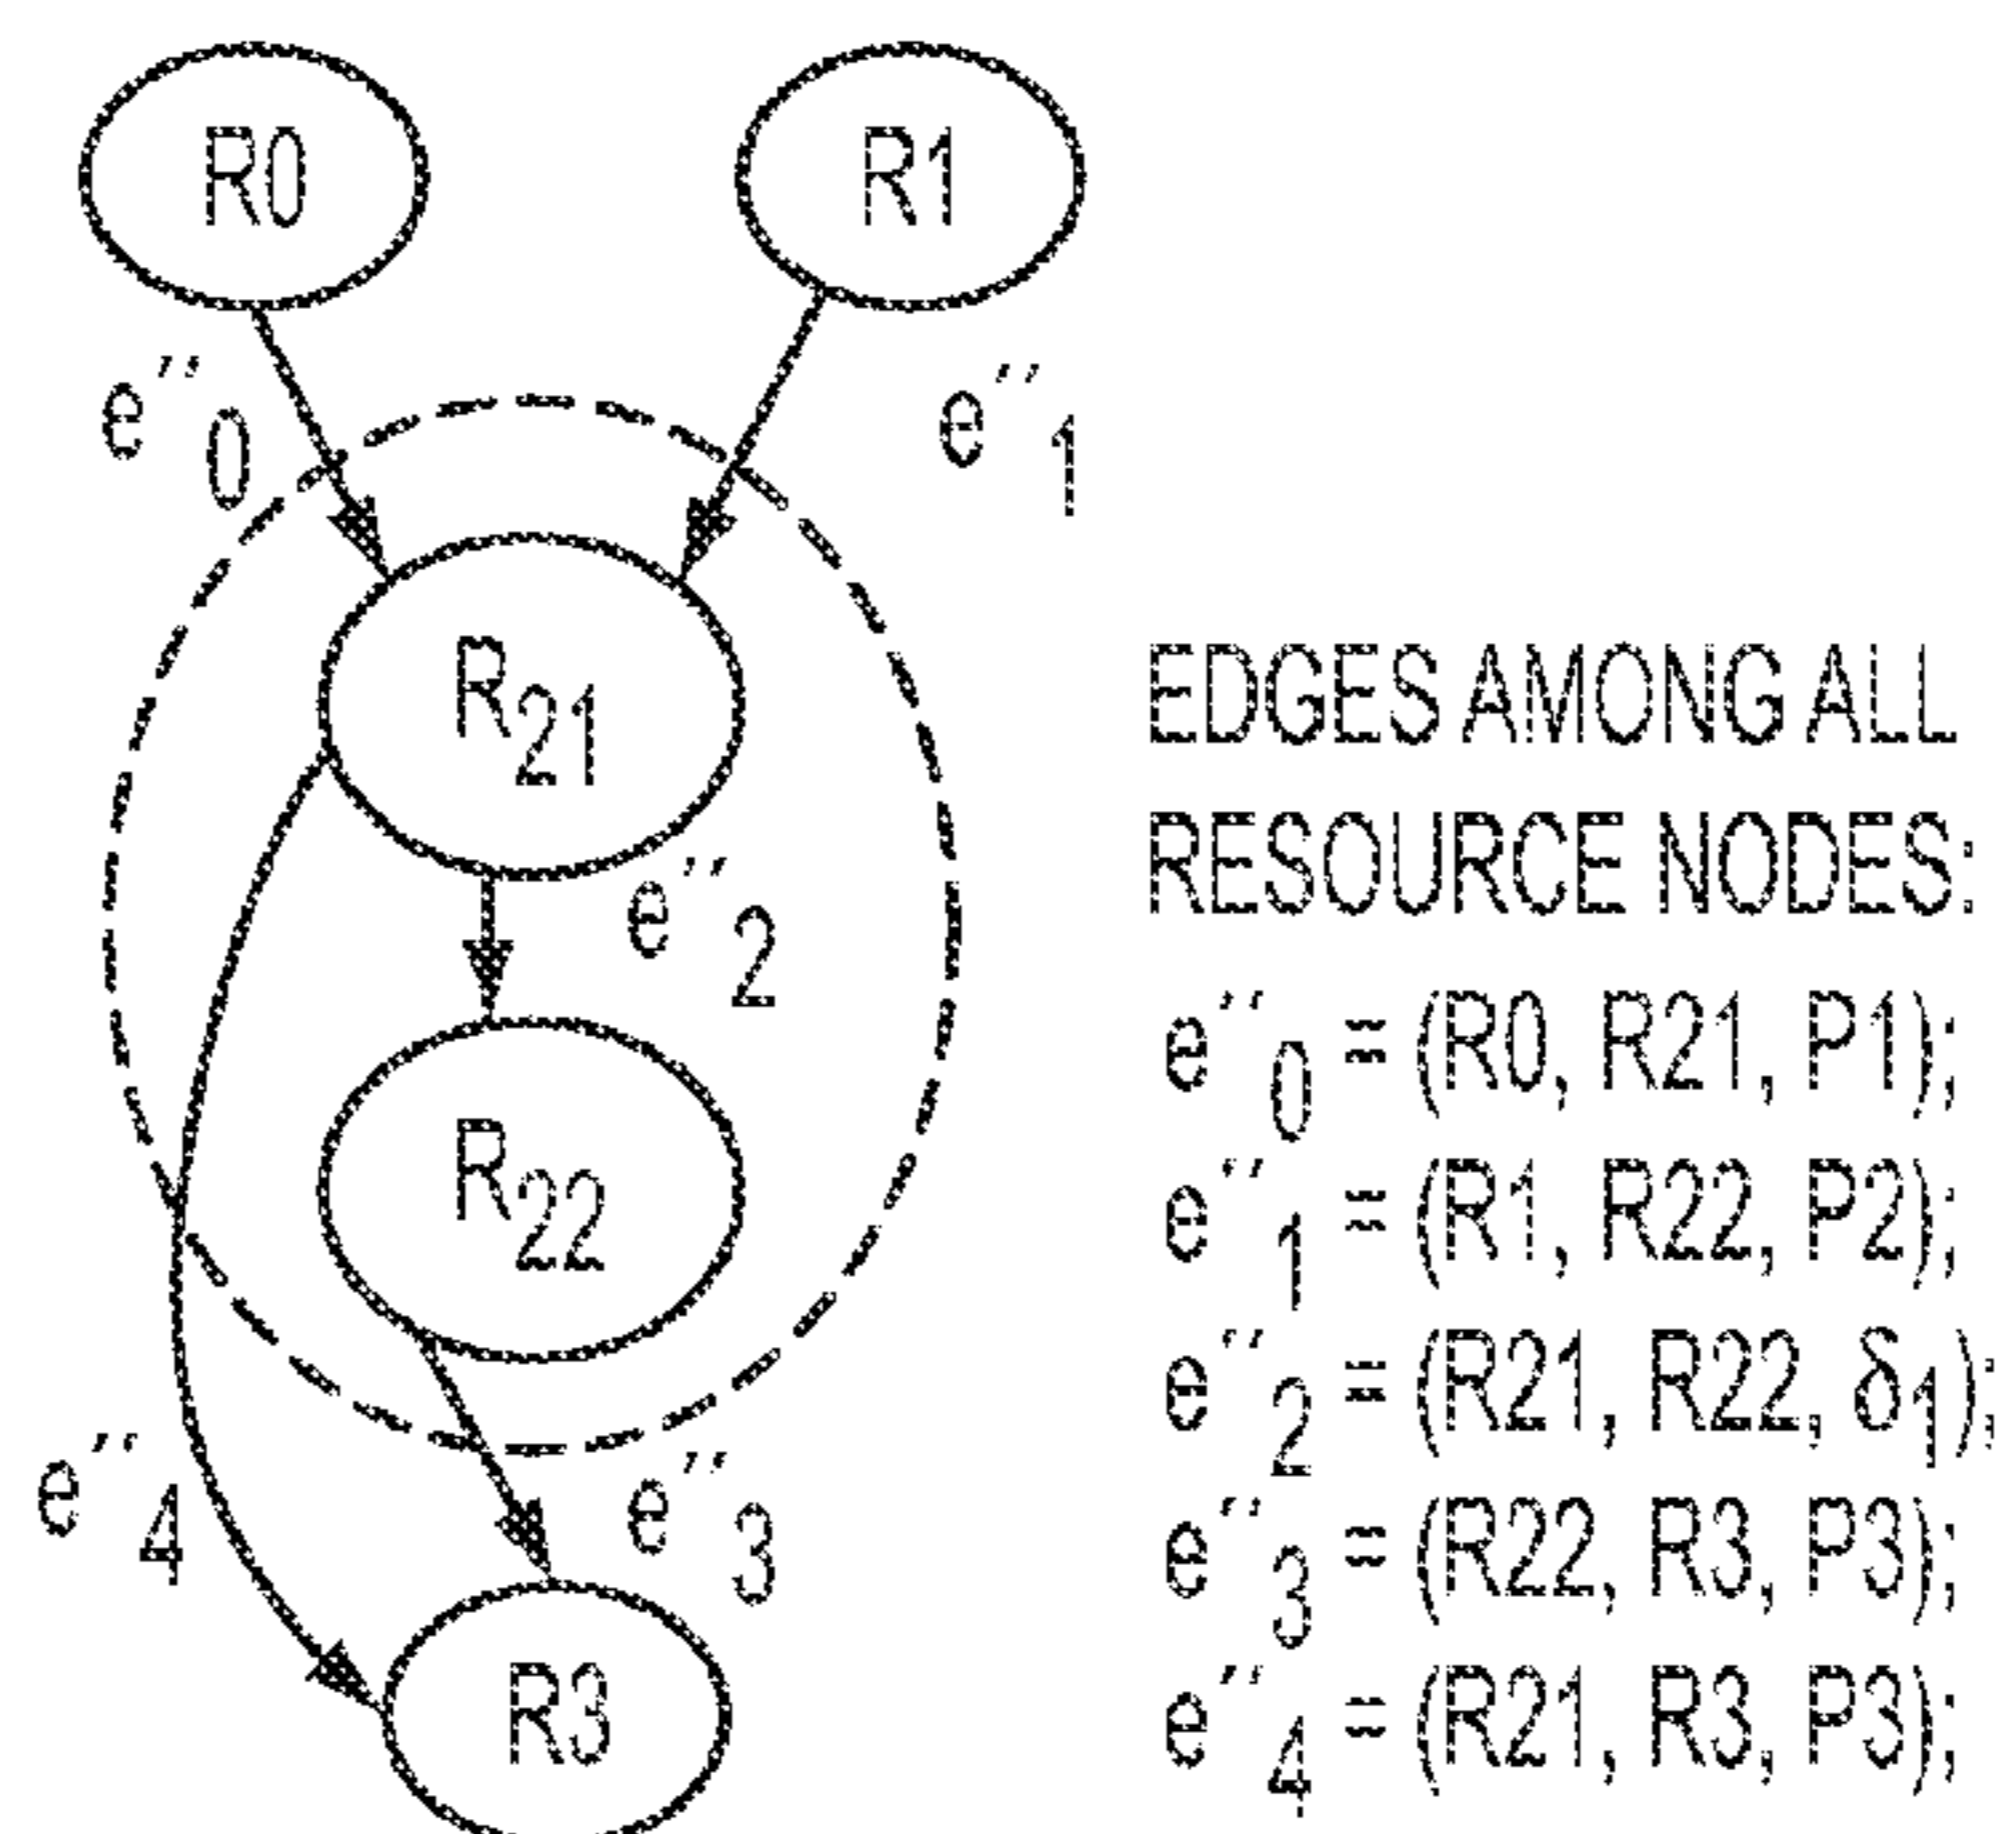 R0 R1
e''0 e''1
R21
e''2
R22
e''4 e''3
R3
EDGES AMONG ALL
RESOURCE NODES:
e''0 = (R0, R21, P1);
e''1 = (R1, R22, P2);
e''2 = (R21, R22, δ1);
e''3 = (R22, R3, P3);
e''4 = (R21, R3, P3);